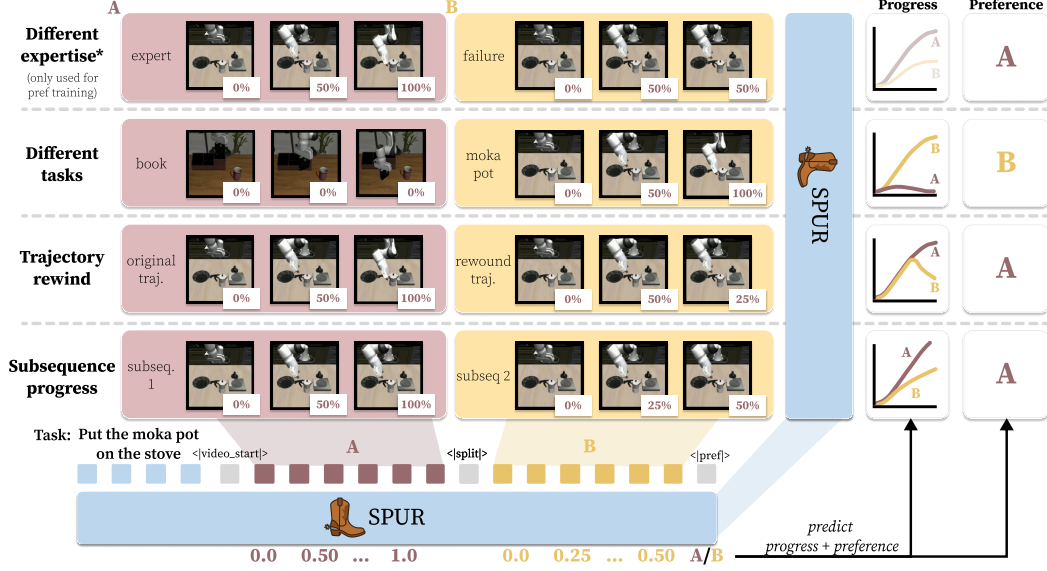 A
B
Progress
Preference
Different
expertise*
(only used for
pref training)
expert
0%
50%
100%
failure
0%
50%
50%
A
B
A
Different
tasks
book
0%
0%
0%
moka
pot
0%
50%
100%
B
A
B
SPUR
Trajectory
rewind
original
traj.
0%
50%
100%
rewound
traj.
0%
50%
25%
A
B
A
Subsequence
progress
subseq.
1
0%
50%
100%
subseq 2
0%
25%
50%
A
B
A
Task: Put the moka pot
on the stove
<|video_start|>
A
<|split|>
B
<|pref|>
SPUR
0.0 0.50 ... 1.0 0.0 0.25 ... 0.50 A/B
predict
progress + preference